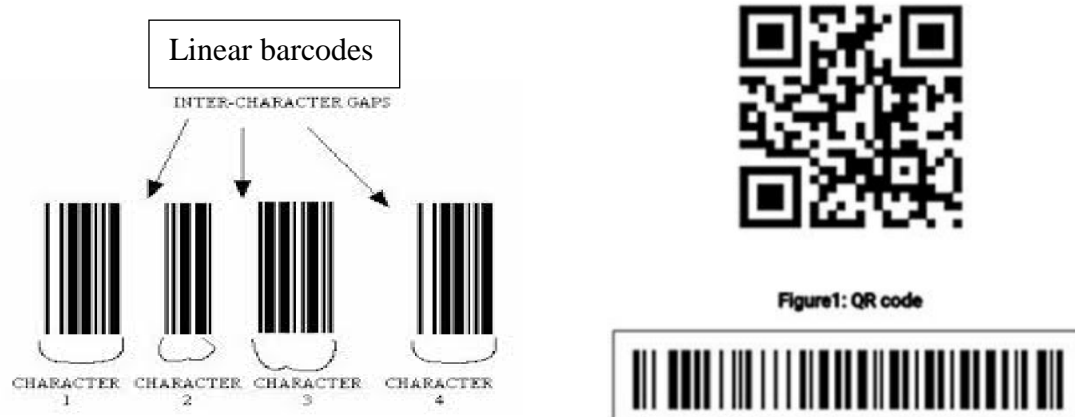 Linear barcodes
INTER-CHARACTER GAPS
CHARACTER CHARACTER CHARACTER CHARACTER
1 2 3 4
Figure1: QR code